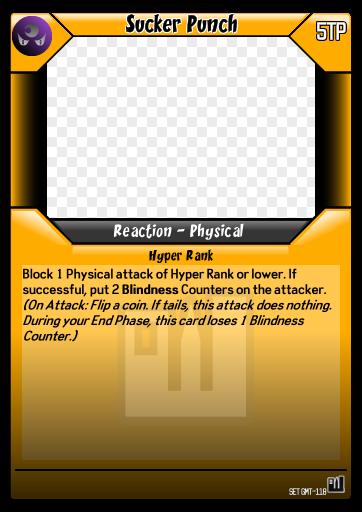 Sucker Punch
5TP
Reaction - Physical
Hyper Rank
Block 1 Physical attack of Hyper Rank or lower. If
successful, put 2 Blindness Counters on the attacker.
(On Attack: Flip a coin. If tails, this attack does nothing.
During your End Phase, this card loses 1 Blindness
Counter.)
SET GMT-118